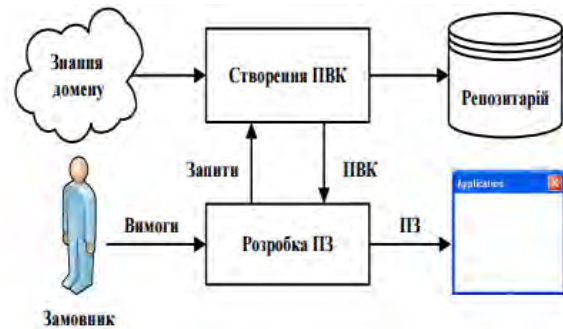 Знання
домену
Створення ПВК
Репозитарій
Запити
ПВК
Application
Вимоги
Розробка ПЗ
ПЗ
Замовник